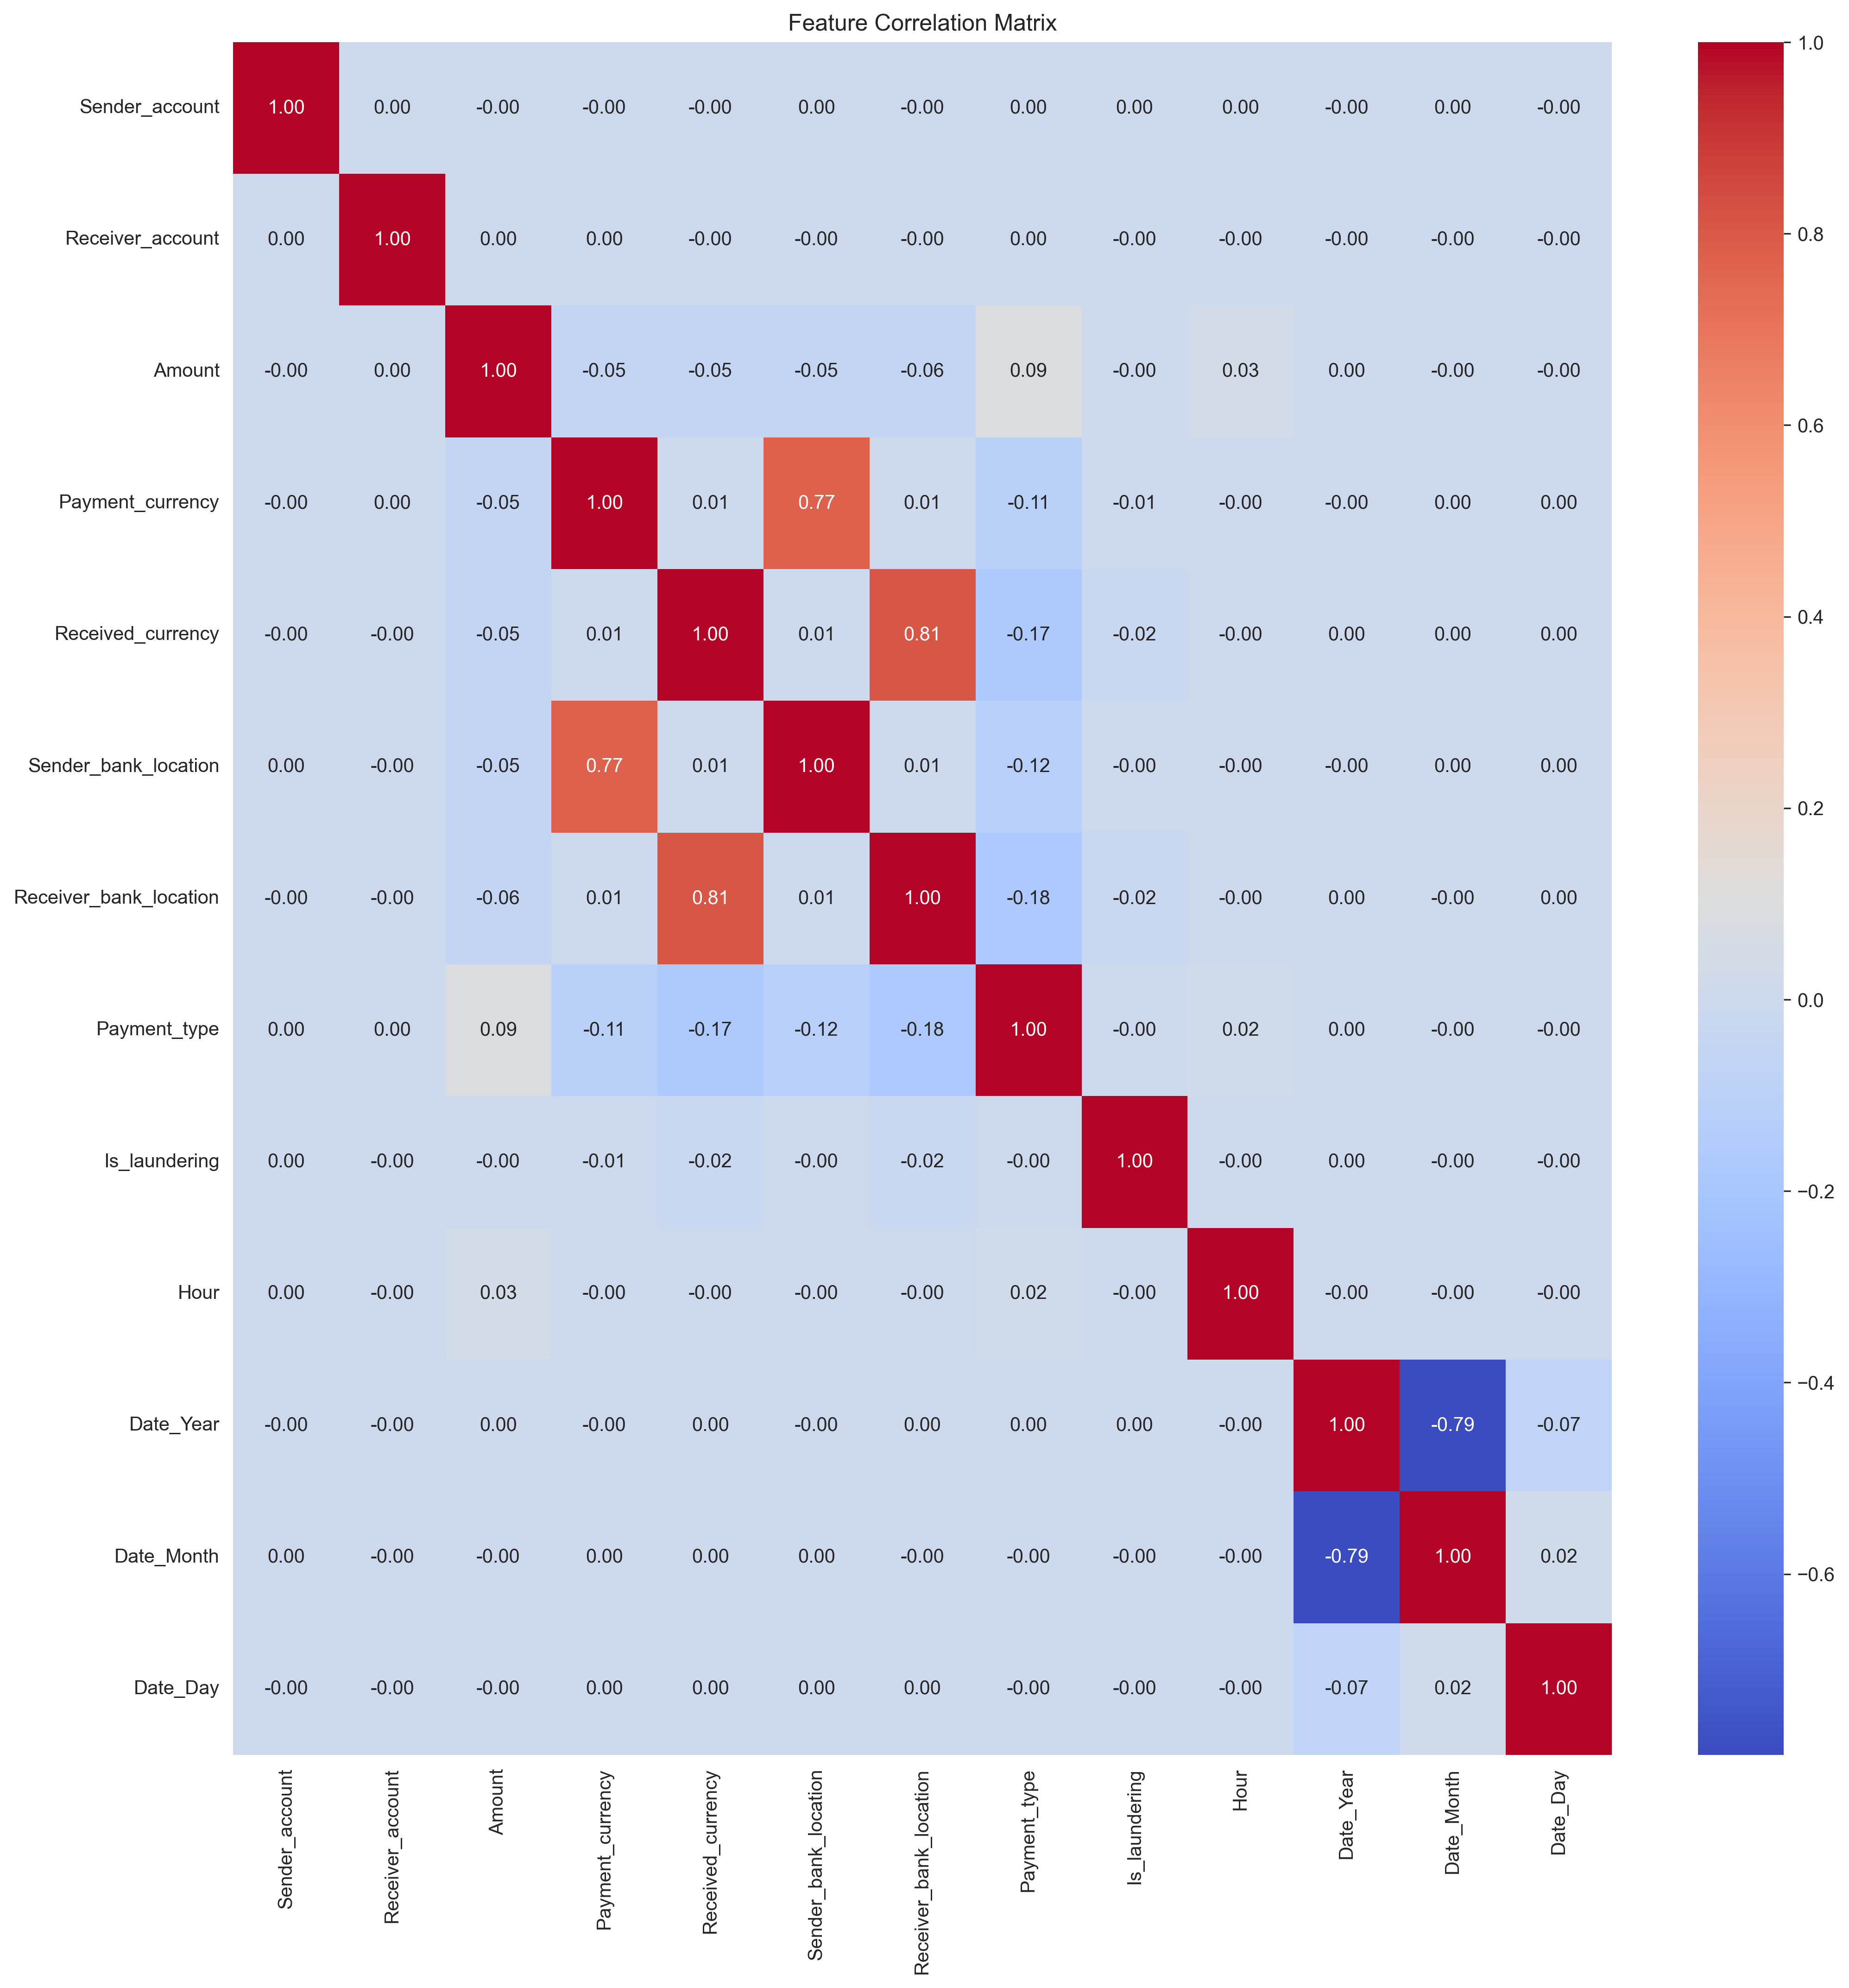 Feature Correlation Matrix
Sender_account 1.00 0.00 -0.00 -0.00 -0.00 0.00 -0.00 0.00 0.00 0.00 -0.00 0.00 -0.00
Receiver_account 0.00 1.00 0.00 0.00 -0.00 -0.00 -0.00 0.00 -0.00 -0.00 -0.00 -0.00 -0.00
Amount -0.00 0.00 1.00 -0.05 -0.05 -0.05 -0.06 0.09 -0.00 0.03 0.00 -0.00 -0.00
Payment_currency -0.00 0.00 -0.05 1.00 0.01 0.77 0.01 -0.11 -0.01 -0.00 -0.00 0.00 0.00
Received_currency -0.00 -0.00 -0.05 0.01 1.00 0.01 0.81 -0.17 -0.02 -0.00 0.00 0.00 0.00
Sender_bank_location 0.00 -0.00 -0.05 0.77 0.01 1.00 0.01 -0.12 -0.00 -0.00 -0.00 0.00 0.00
Receiver_bank_location -0.00 -0.00 -0.06 0.01 0.81 0.01 1.00 -0.18 -0.02 -0.00 0.00 -0.00 0.00
Payment_type 0.00 0.00 0.09 -0.11 -0.17 -0.12 -0.18 1.00 -0.00 0.02 0.00 -0.00 -0.00
Is_laundering 0.00 -0.00 -0.00 -0.01 -0.02 -0.00 -0.02 -0.00 1.00 -0.00 0.00 -0.00 -0.00
Hour 0.00 -0.00 0.03 -0.00 -0.00 -0.00 -0.00 0.02 -0.00 1.00 -0.00 -0.00 -0.00
Date_Year -0.00 -0.00 0.00 -0.00 0.00 -0.00 0.00 0.00 0.00 -0.00 1.00 -0.79 -0.07
Date_Month 0.00 -0.00 -0.00 0.00 0.00 0.00 -0.00 -0.00 -0.00 -0.00 -0.79 1.00 0.02
Date_Day -0.00 -0.00 -0.00 0.00 0.00 0.00 0.00 -0.00 -0.00 -0.00 -0.07 0.02 1.00
Sender_account
Receiver_account
Amount
Payment_currency
Received_currency
Sender_bank_location
Receiver_bank_location
Payment_type
Is_laundering
Hour
Date_Year
Date_Month
Date_Day
1.0
0.8
0.6
0.4
0.2
0.0
−0.2
−0.4
−0.6